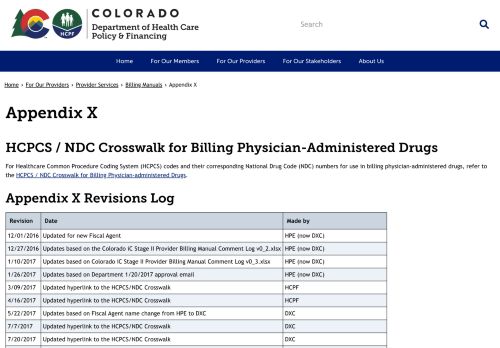 COLORADO
Department of Health Care
Policy & Financing
HCPF
Search
Home
For Our Members
For Our Providers
For Our Stakeholders
About Us
Home › For Our Providers › Provider Services › Billing Manuals › Appendix X
Appendix X
HCPCS / NDC Crosswalk for Billing Physician-Administered Drugs
For Healthcare Common Procedure Coding System (HCPCS) codes and their corresponding National Drug Code (NDC) numbers for use in billing physician-administered drugs, refer to
the HCPCS / NDC Crosswalk for Billing Physician-administered Drugs.
Appendix X Revisions Log
Revision Date Made by
12/01/2016 Updated for new Fiscal Agent HPE (now DXC)
12/27/2016 Updates based on the Colorado iC Stage II Provider Billing Manual Comment Log v0_2.xlsx HPE (now DXC)
1/10/2017 Updates based on Colorado iC Stage II Provider Billing Manual Comment Log v0_3.xlsx HPE (now DXC)
1/26/2017 Updates based on Department 1/20/2017 approval email HPE (now DXC)
3/09/2017 Updated hyperlink to the HCPCS/NDC Crosswalk HCPF
4/16/2017 Updated hyperlink to the HCPCS/NDC Crosswalk HCPF
5/22/2017 Updates based on Fiscal Agent name change from HPE to DXC DXC
7/7/2017 Updated hyperlink to the HCPCS/NDC Crosswalk DXC
7/20/2017 Updated hyperlink to the HCPCS/NDC Crosswalk DXC